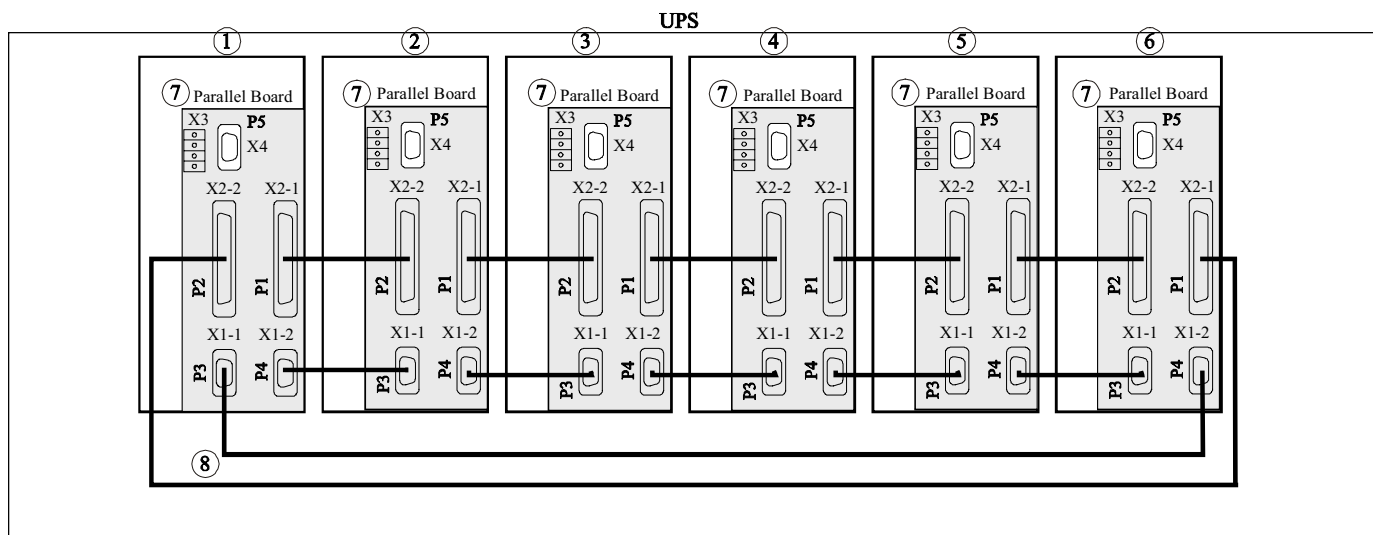 UPS
1 2 3 4 5 6
7 Parallel Board 7 Parallel Board 7 Parallel Board 7 Parallel Board 7 Parallel Board 7 Parallel Board
X3 P5 X3 P5 X3 P5 X3 P5 X3 P5 X3 P5
X4 X4 X4 X4 X4 X4
X2-2 X2-1 X2-2 X2-1 X2-2 X2-1 X2-2 X2-1 X2-2 X2-1 X2-2 X2-1
P2 P1 P2 P1 P2 P1 P2 P1 P2 P1 P2 P1
X1-1 X1-2 X1-1 X1-2 X1-1 X1-2 X1-1 X1-2 X1-1 X1-2 X1-1 X1-2
P3 P4 P3 P4 P3 P4 P3 P4 P3 P4 P3 P4
8